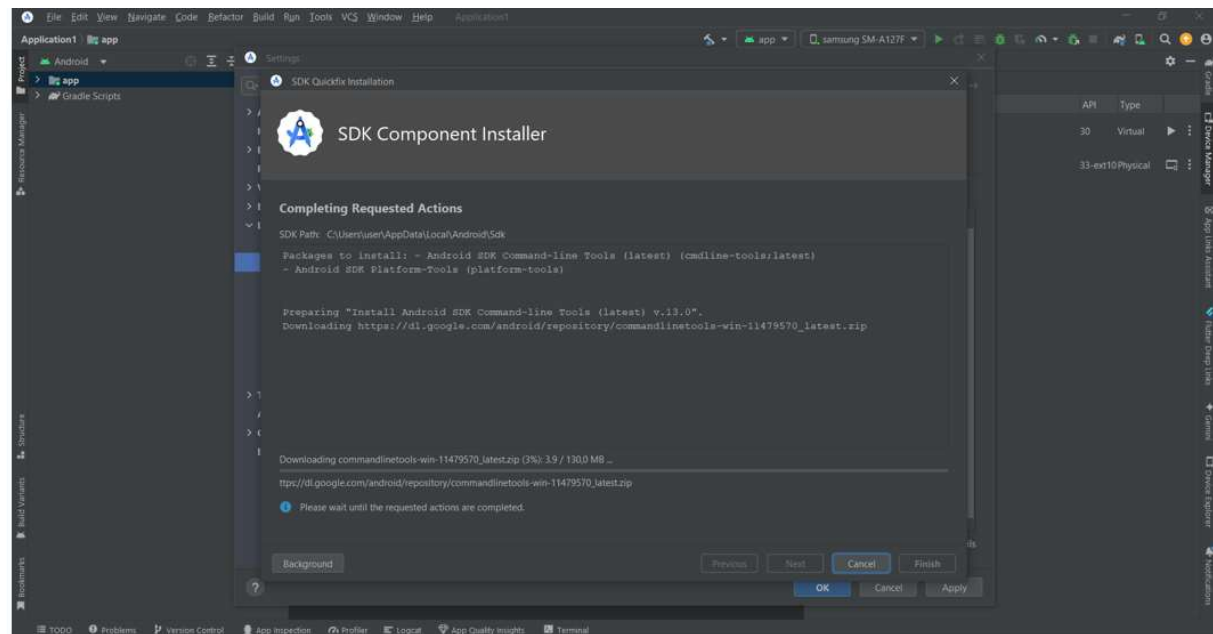 File Edit View Navigate Code Refactor Build Run Tools VCS Window Help Application1
Application1 app
app samsung SM-A127F
Android
Settings
app
SDK Quickfix Installation
Gradle Scripts
SDK Component Installer
API Type
30 Virtual
33-ext10 Physical
Completing Requested Actions
SDK Path: C:\Users\user\AppData\Local\Android\Sdk
Packages to install: - Android SDK Command-line Tools (latest) (cmdline-tools;latest)
- Android SDK Platform-Tools (platform-tools)
Preparing "Install Android SDK Command-line Tools (latest) v.13.0".
Downloading https://dl.google.com/android/repository/commandlinetools-win-11479570_latest.zip
Downloading commandlinetools-win-11479570_latest.zip (3%): 3.9 / 130,0 MB ...
ttps://dl.google.com/android/repository/commandlinetools-win-11479570_latest.zip
Please wait until the requested actions are completed.
Background
Previous Next Cancel Finish
?
OK Cancel Apply
TODO Problems Version Control App Inspection Profiler Logcat App Quality Insights Terminal
Project
Resource Manager
Structure
Build Variants
Bookmarks
Gradle
Device Manager
App Links Assistant
Flutter Deep Links
Gemini
Device Explorer
Notifications